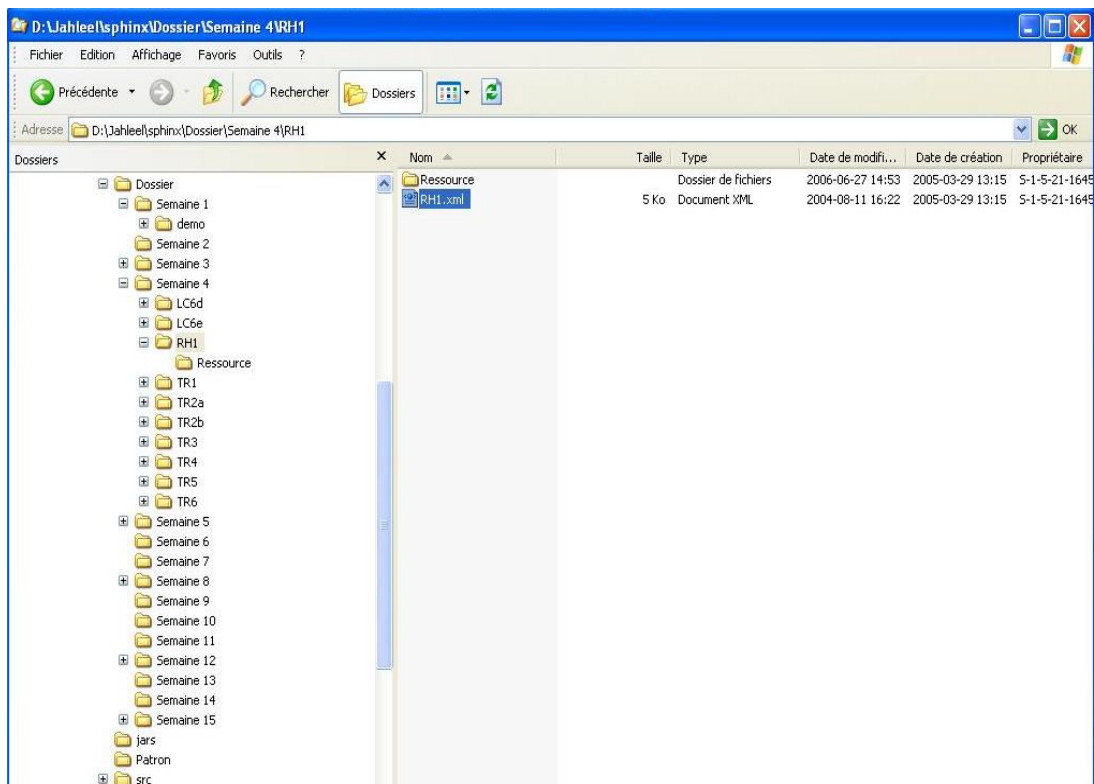 D:\Jahleel\sphinx\Dossier\Semaine 4\RH1
Fichier Edition Affichage Favoris Outils ?
Précédente Rechercher Dossiers
Adresse D:\Jahleel\sphinx\Dossier\Semaine 4\RH1 OK
Dossiers
Dossier
Semaine 1
demo
Semaine 2
Semaine 3
Semaine 4
LC6d
LC6e
RH1
Ressource
TR1
TR2a
TR2b
TR3
TR4
TR5
TR6
Semaine 5
Semaine 6
Semaine 7
Semaine 8
Semaine 9
Semaine 10
Semaine 11
Semaine 12
Semaine 13
Semaine 14
Semaine 15
jars
Patron
src
Nom Taille Type Date de modifi... Date de création Propriétaire
Ressource Dossier de fichiers 2006-06-27 14:53 2005-03-29 13:15 S-1-5-21-1645
RH1.xml 5 Ko Document XML 2004-08-11 16:22 2005-03-29 13:15 S-1-5-21-1645